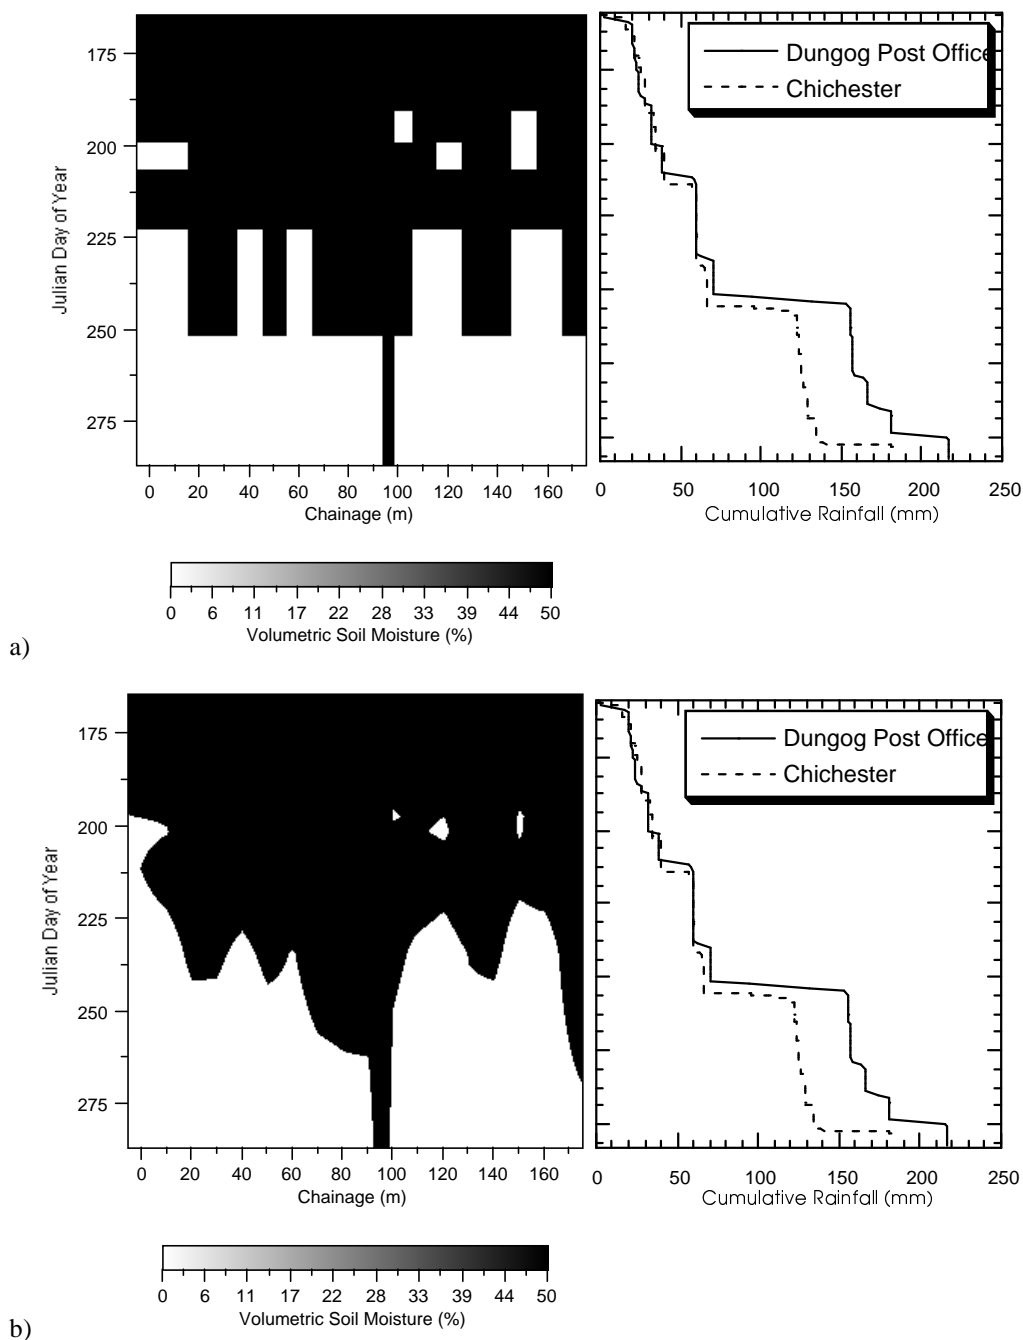 175
200
225
250
275
Julian Day of Year
0 20 40 60 80 100 120 140 160
Chainage (m)
Dungog Post Office
Chichester
0 50 100 150 200 250
Cumulative Rainfall (mm)
0 6 11 17 22 28 33 39 44 50
Volumetric Soil Moisture (%)
a)
175
200
225
250
275
Julian Day of Year
0 20 40 60 80 100 120 140 160
Chainage (m)
Dungog Post Office
Chichester
0 50 100 150 200 250
Cumulative Rainfall (mm)
0 6 11 17 22 28 33 39 44 50
Volumetric Soil Moisture (%)
b)